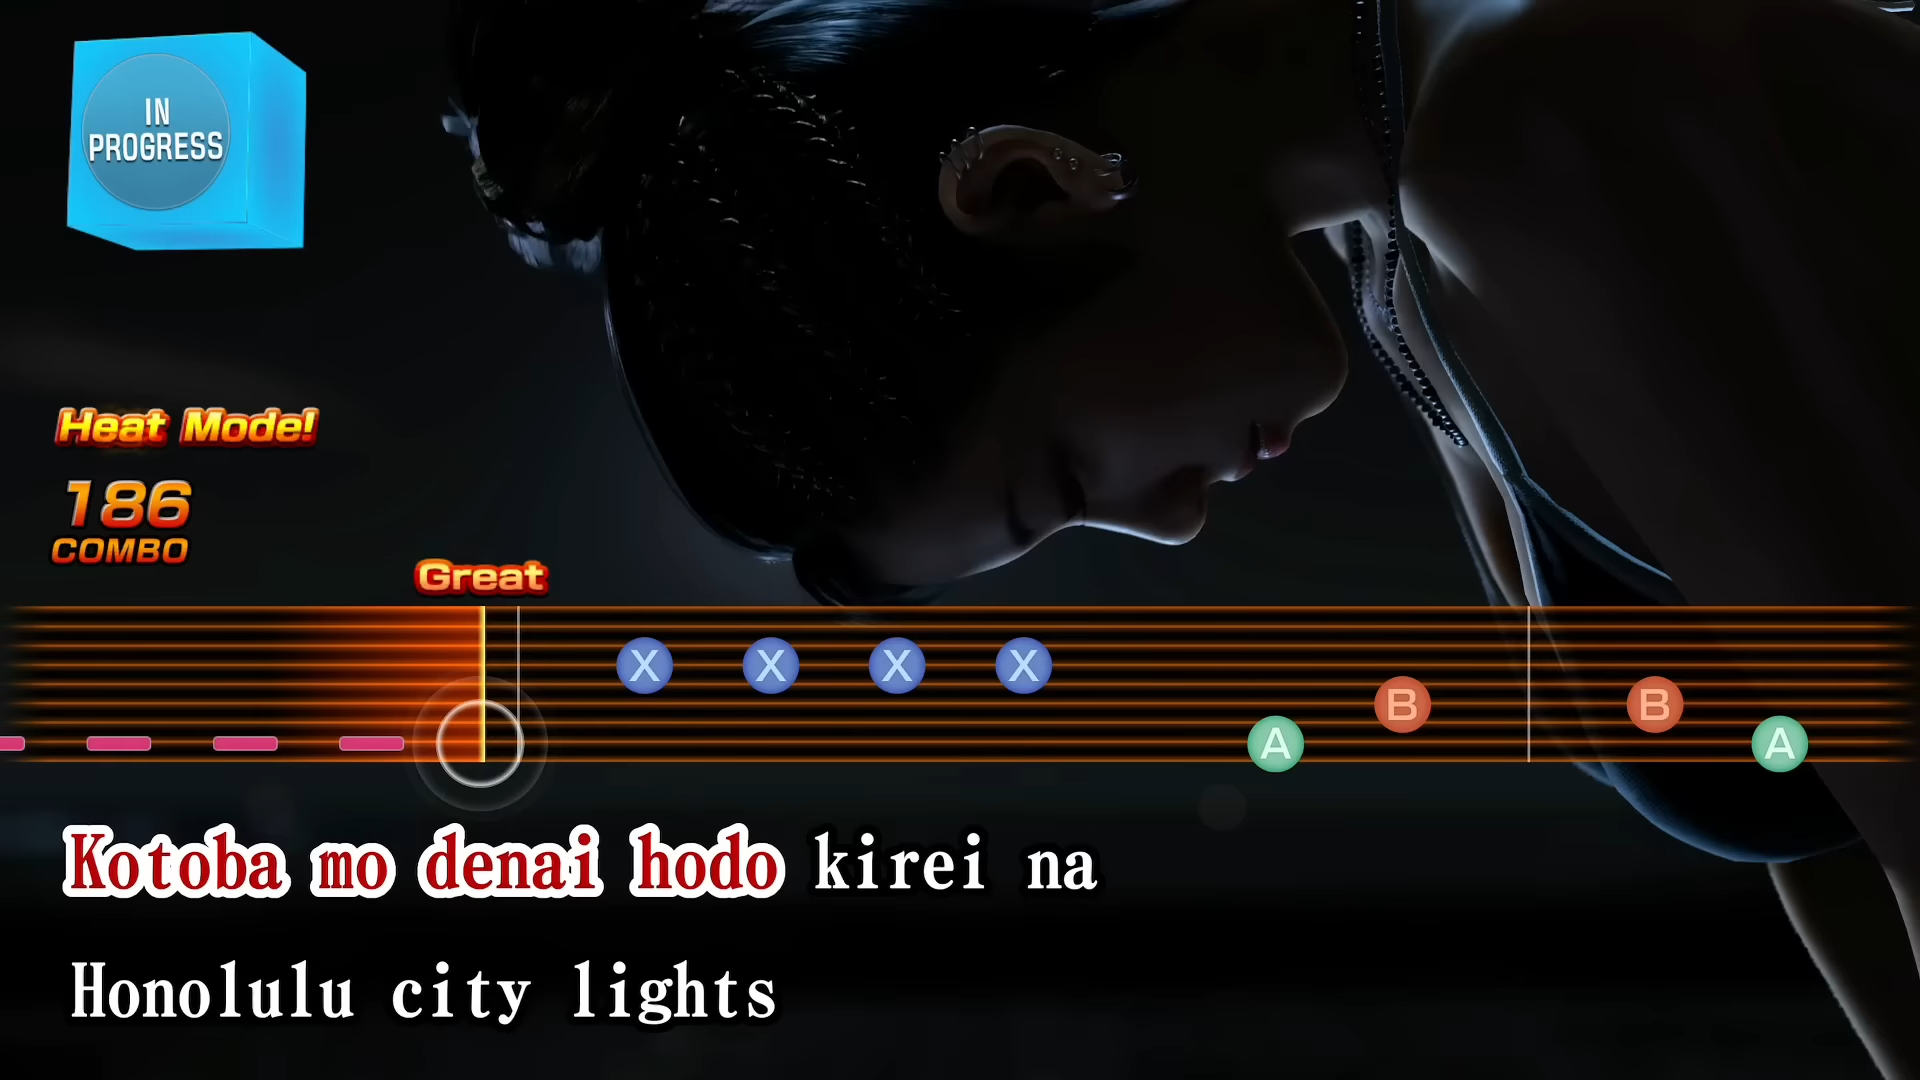 IN
PROGRESS
Heat Mode!
186
COMBO
Great
X X X X
B B
A A
Kotoba mo denai hodo kirei na
Honolulu city lights